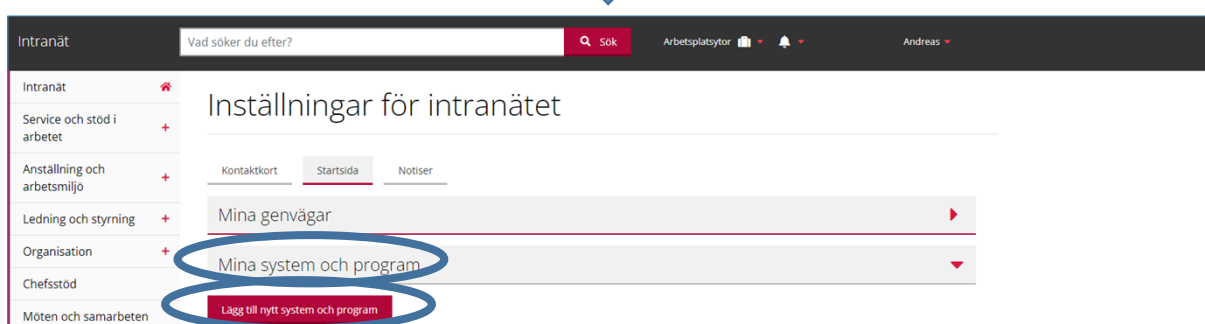 Intranät
Vad söker du efter?
Sök
Arbetsplatsytor
Andreas
Intranät
Service och stöd i
arbetet
Anställning och
arbetsmiljö
Ledning och styrning
Organisation
Chefsstöd
Möten och samarbeten
Inställningar för intranätet
Kontaktkort
Startsida
Notiser
Mina genvägar
Mina system och program
Lägg till nytt system och program